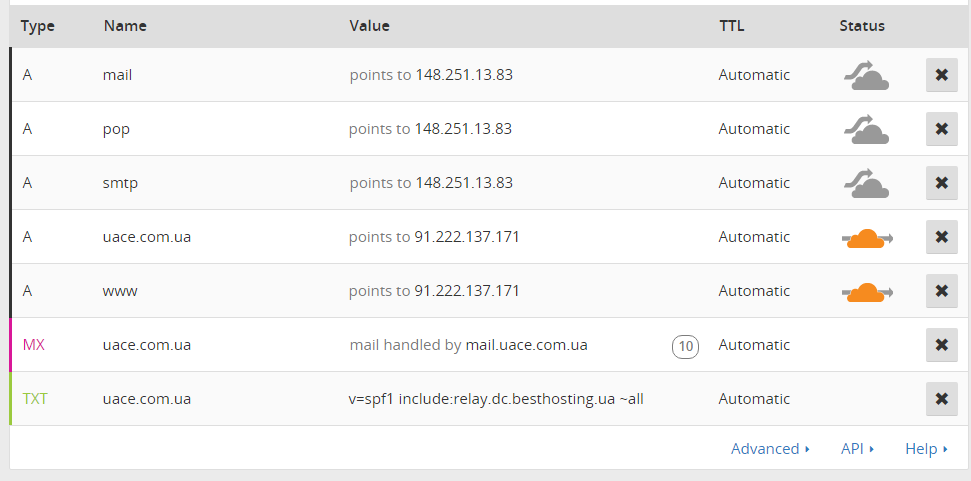 Type Name Value TTL Status
A mail points to 148.251.13.83 Automatic
A pop points to 148.251.13.83 Automatic
A smtp points to 148.251.13.83 Automatic
A uace.com.ua points to 91.222.137.171 Automatic
A www points to 91.222.137.171 Automatic
MX uace.com.ua mail handled by mail.uace.com.ua 10 Automatic
TXT uace.com.ua v=spf1 include:relay.dc.besthosting.ua ~all Automatic
Advanced API Help